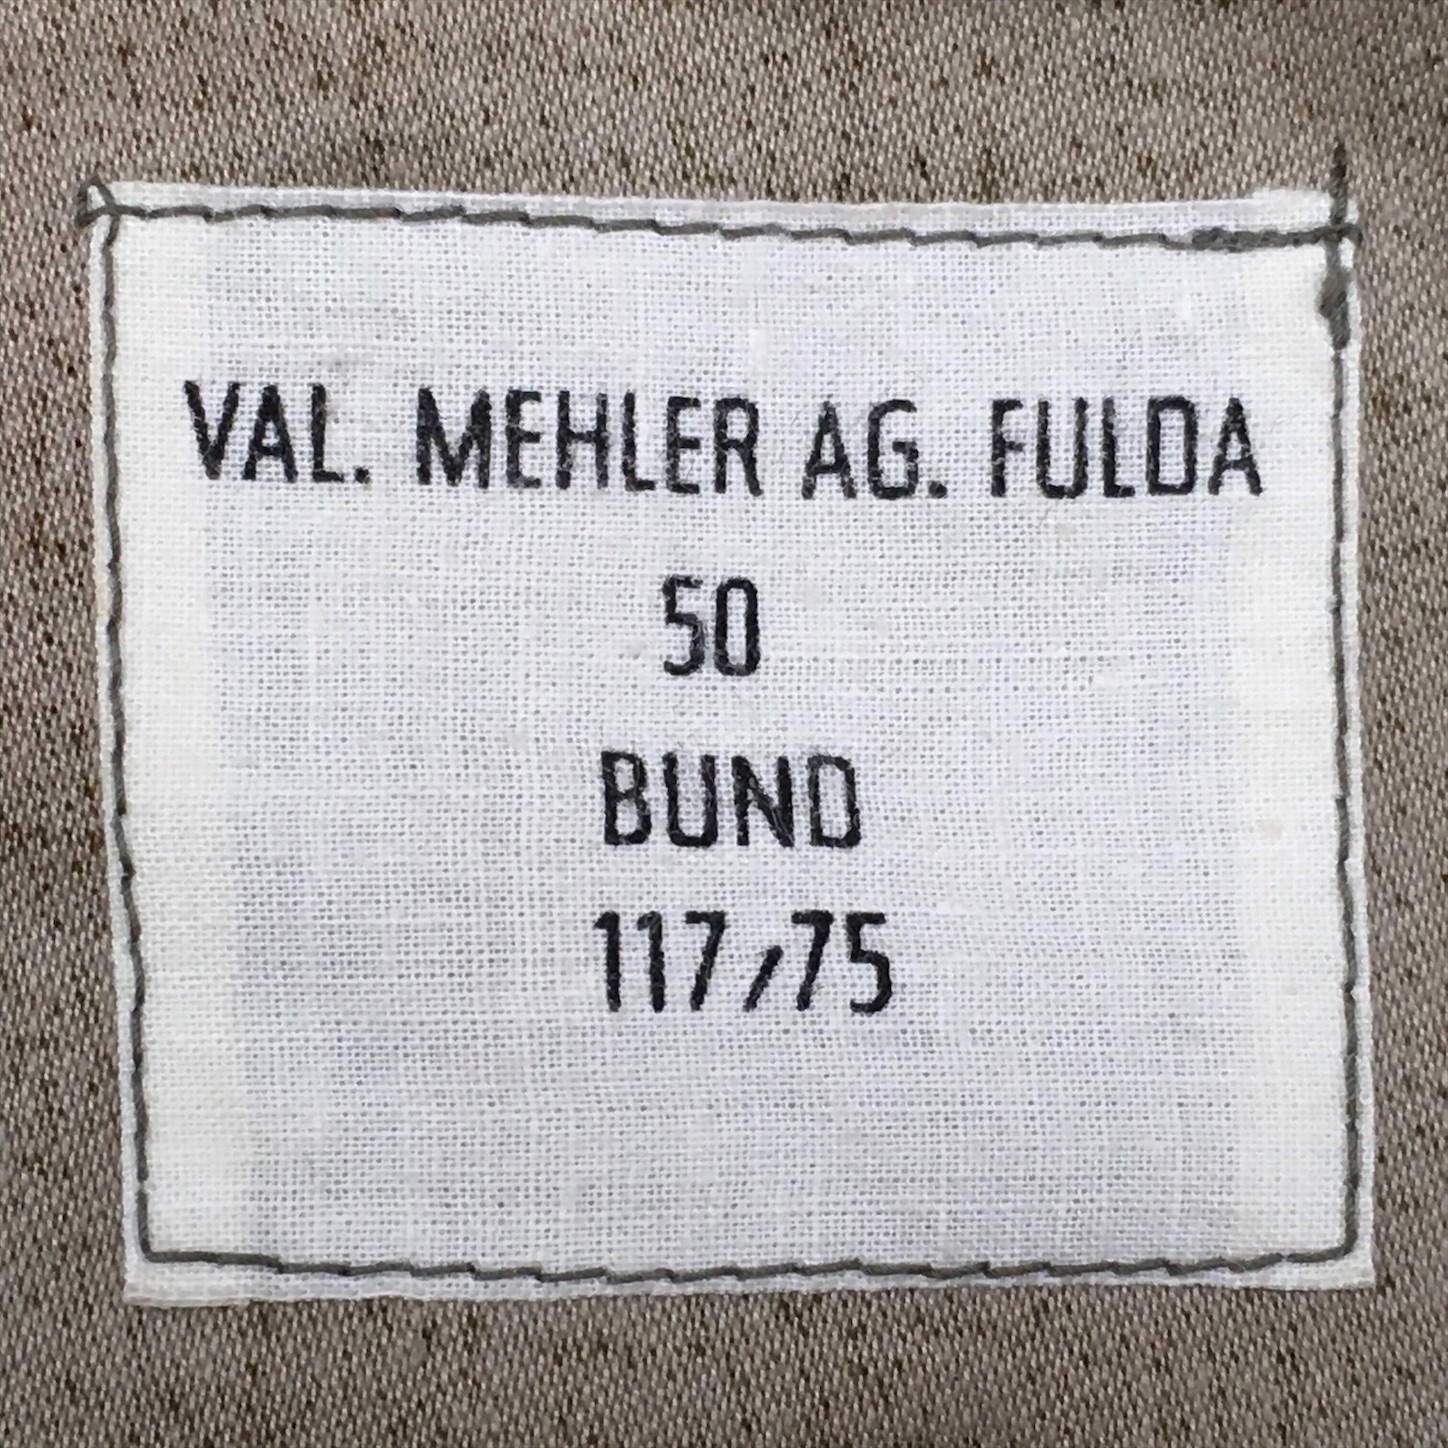 VAL. MEHLER AG. FULDA
50
BUND
117/75